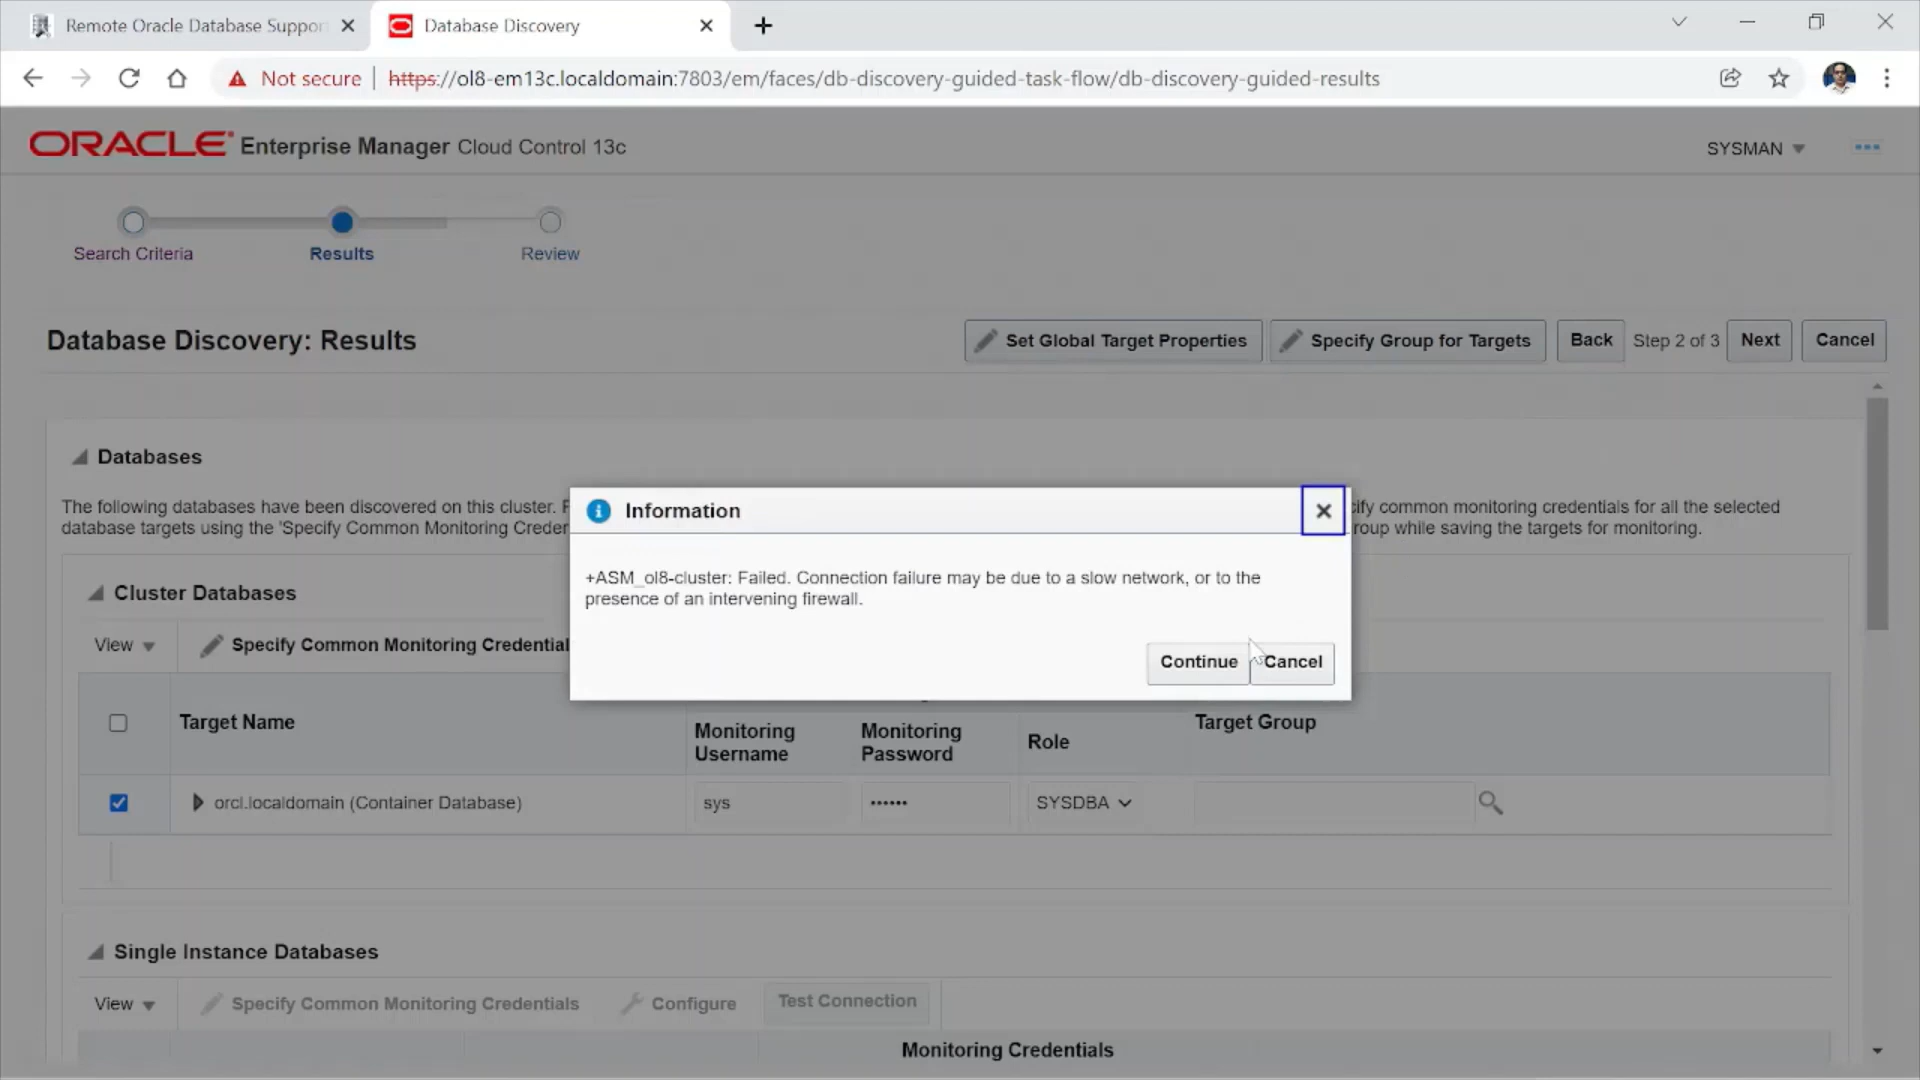 Remote Oracle Database Suppor
Database Discovery
Not secure
https://ol8-em13c.localdomain:7803/em/faces/db-discovery-guided-task-flow/db-discovery-guided-results
ORACLE Enterprise Manager Cloud Control 13c
SYSMAN
Search Criteria
Results
Review
Database Discovery: Results
Set Global Target Properties
Specify Group for Targets
Back
Step 2 of 3
Next
Cancel
Databases
The following databases have been discovered on this cluster.
cify common monitoring credentials for all the selected
database targets using the 'Specify Common Monitoring Creden
roup while saving the targets for monitoring.
Information
+ASM_ol8-cluster: Failed. Connection failure may be due to a slow network, or to the
presence of an intervening firewall.
Continue
Cancel
Cluster Databases
View
Specify Common Monitoring Credential
Target Name
Monitoring
Username
Monitoring
Password
Role
Target Group
orcl.localdomain (Container Database)
sys
••••••
SYSDBA
Single Instance Databases
View
Specify Common Monitoring Credentials
Configure
Test Connection
Monitoring Credentials